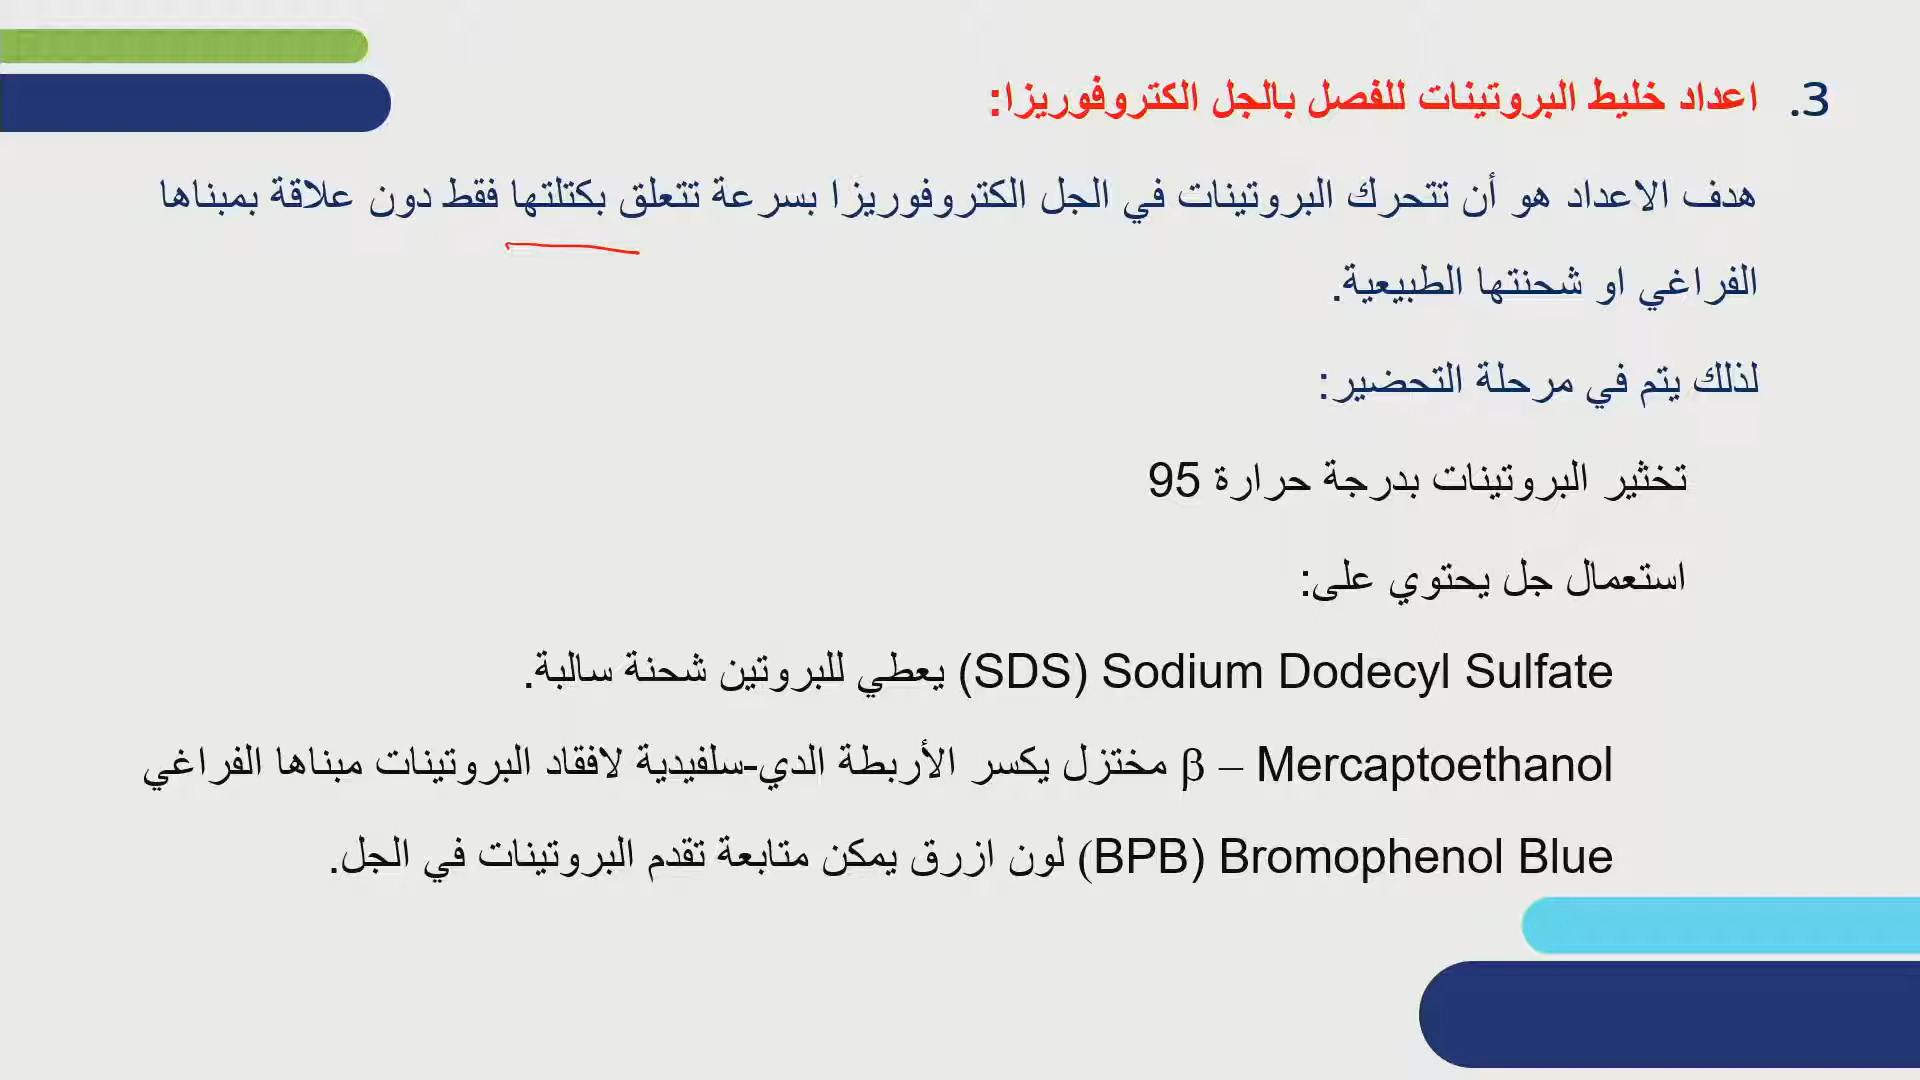 3. اعداد خليط البروتينات للفصل بالجل الكتروفوريزا:
هدف الاعداد هو أن تتحرك البروتينات في الجل الكتروفوريزا بسرعة تتعلق بكتلتها فقط دون علاقة بمبناها
الفراغي او شحنتها الطبيعية.
لذلك يتم في مرحلة التحضير:
تخثير البروتينات بدرجة حرارة 95
استعمال جل يحتوي على:
Sodium Dodecyl Sulfate (SDS) يعطي للبروتين شحنة سالبة.
β – Mercaptoethanol مختزل يكسر الأربطة الدي-سلفيدية لافقاد البروتينات مبناها الفراغي
Bromophenol Blue (BPB) لون ازرق يمكن متابعة تقدم البروتينات في الجل.